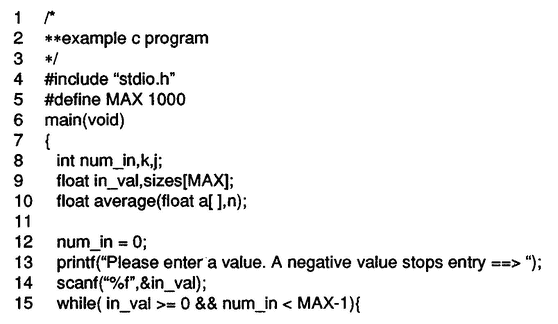 1 /*
2 **example c program
3 */
4 #include “stdio.h”
5 #define MAX 1000
6 main(void)
7 {
8 int num_in,k,j;
9 float in_val,sizes[MAX];
10 float average(float a[ ],n);
11
12 num_in = 0;
13 printf(“Please enter a value. A negative value stops entry ==> “);
14 scanf(“%f”,&in_val);
15 while( in_val >= 0 && num_in < MAX-1){